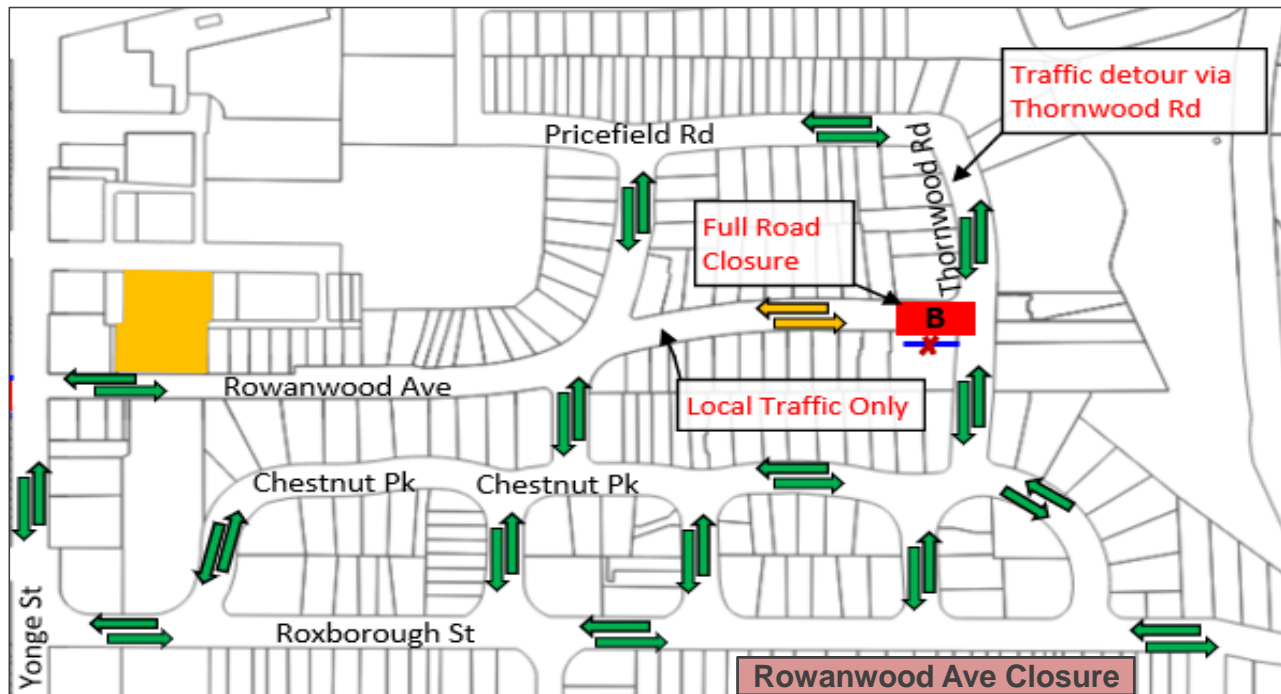 Traffic detour via
Thornwood Rd
Pricefield Rd
Thornwood Rd
Full Road
Closure
B
Rowanwood Ave
Local Traffic Only
Chestnut Pk
Chestnut Pk
Yonge St
Roxborough St
Rowanwood Ave Closure